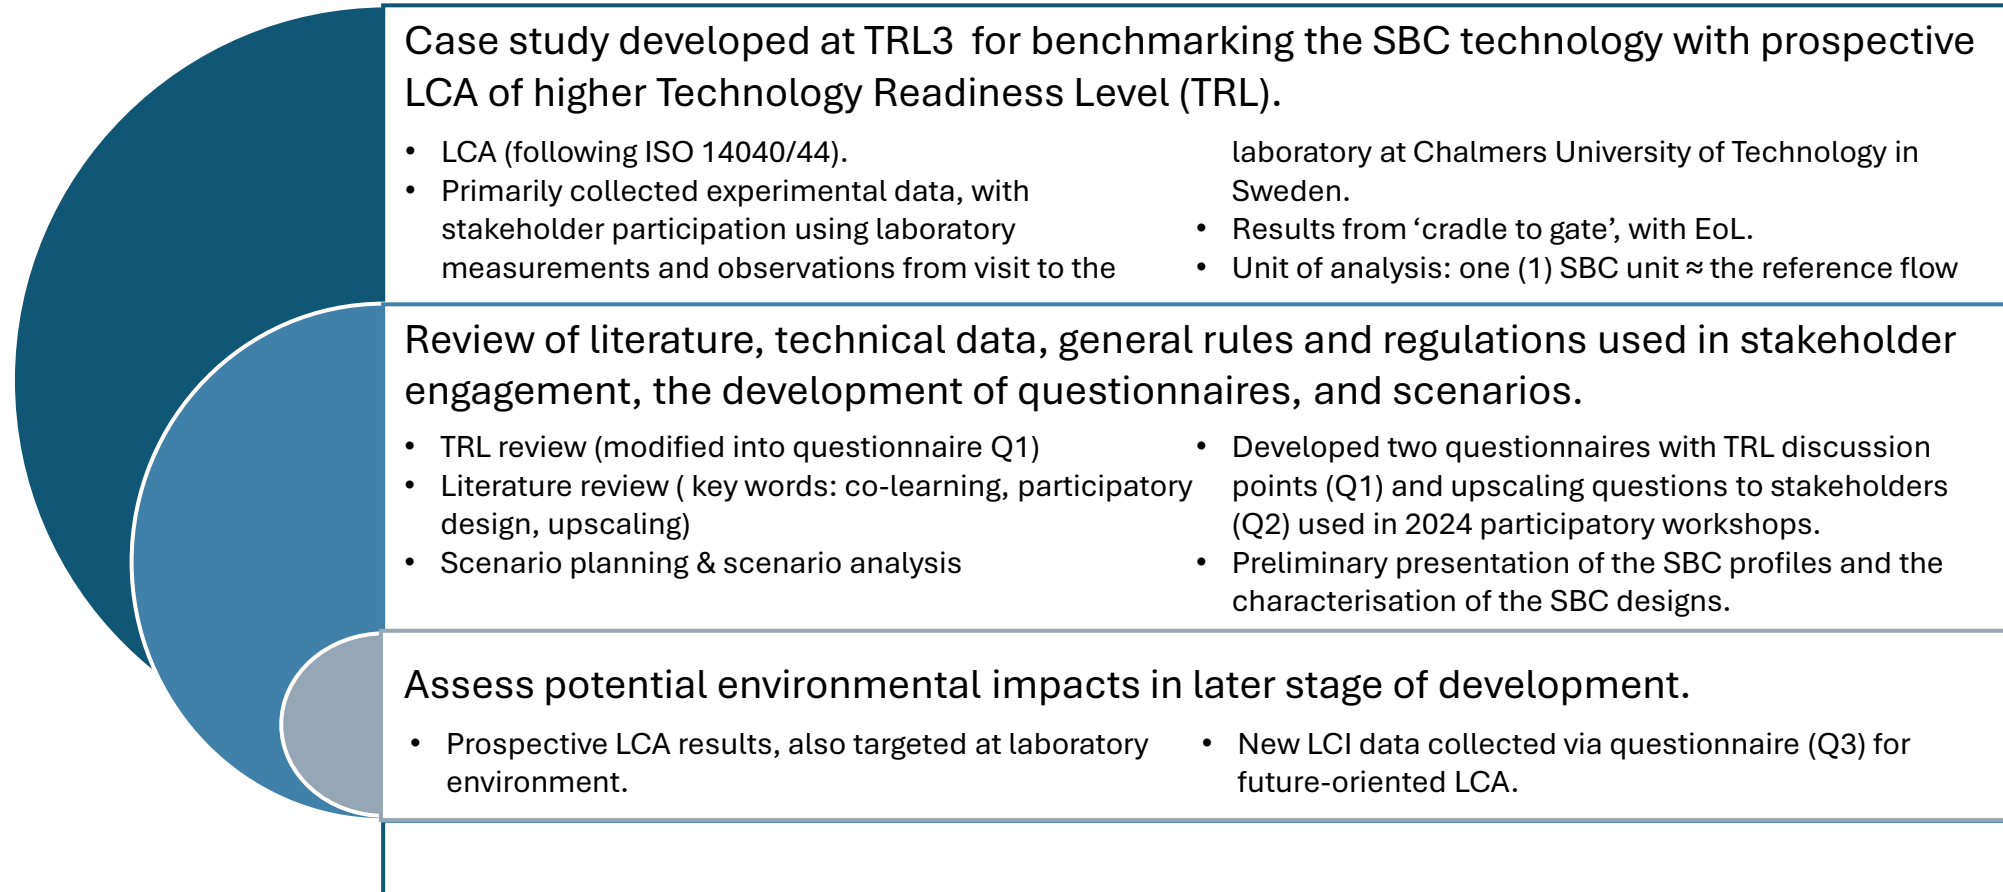 Case study developed at TRL3 for benchmarking the SBC technology with prospective
LCA of higher Technology Readiness Level (TRL).
• LCA (following ISO 14040/44).
• Primarily collected experimental data, with
stakeholder participation using laboratory
measurements and observations from visit to the
laboratory at Chalmers University of Technology in
Sweden.
• Results from ‘cradle to gate’, with EoL.
• Unit of analysis: one (1) SBC unit ≈ the reference flow
Review of literature, technical data, general rules and regulations used in stakeholder
engagement, the development of questionnaires, and scenarios.
• TRL review (modified into questionnaire Q1)
• Literature review ( key words: co-learning, participatory
design, upscaling)
• Scenario planning & scenario analysis
• Developed two questionnaires with TRL discussion
points (Q1) and upscaling questions to stakeholders
(Q2) used in 2024 participatory workshops.
• Preliminary presentation of the SBC profiles and the
characterisation of the SBC designs.
Assess potential environmental impacts in later stage of development.
• Prospective LCA results, also targeted at laboratory
environment.
• New LCI data collected via questionnaire (Q3) for
future-oriented LCA.